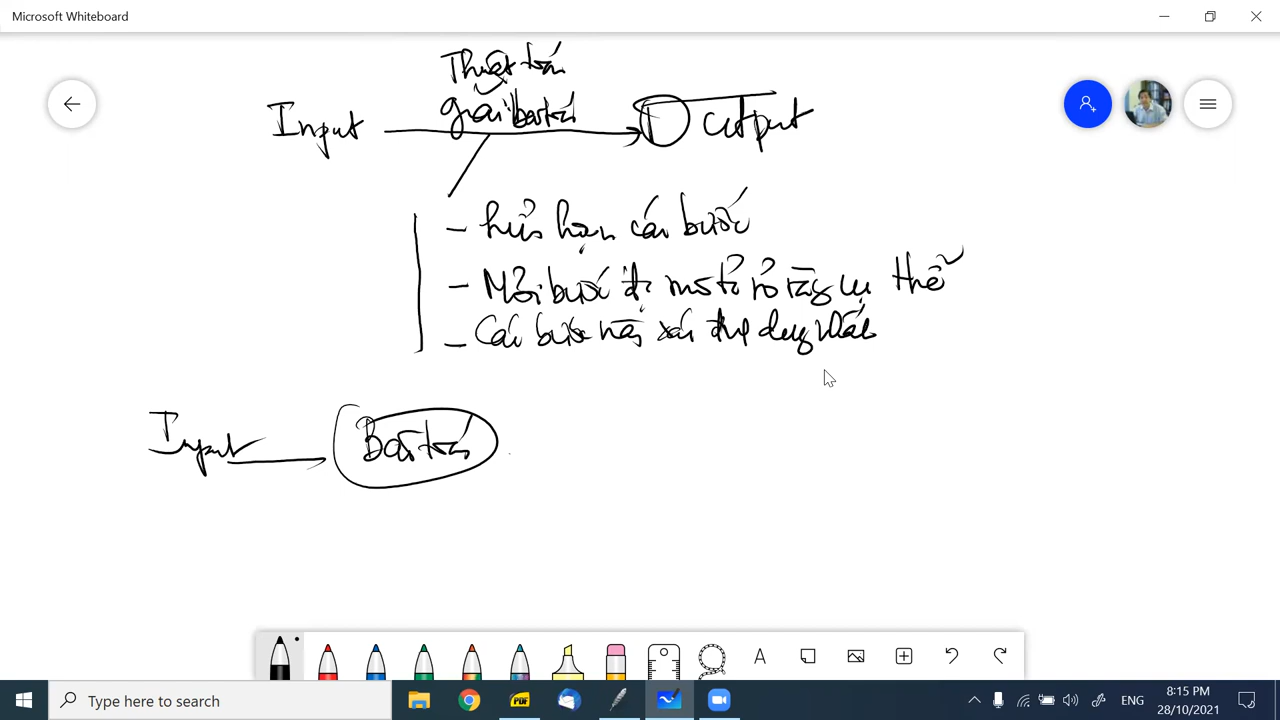 Microsoft Whiteboard
Thuật toán
giải bài toán
Input
Output
- hữu hạn các bước
- Mỗi bước đc mô tả rõ ràng cụ thể
- Các bước này xác định duy nhất
Input
Bài toán
Type here to search
PDF
ENG
8:15 PM
28/10/2021